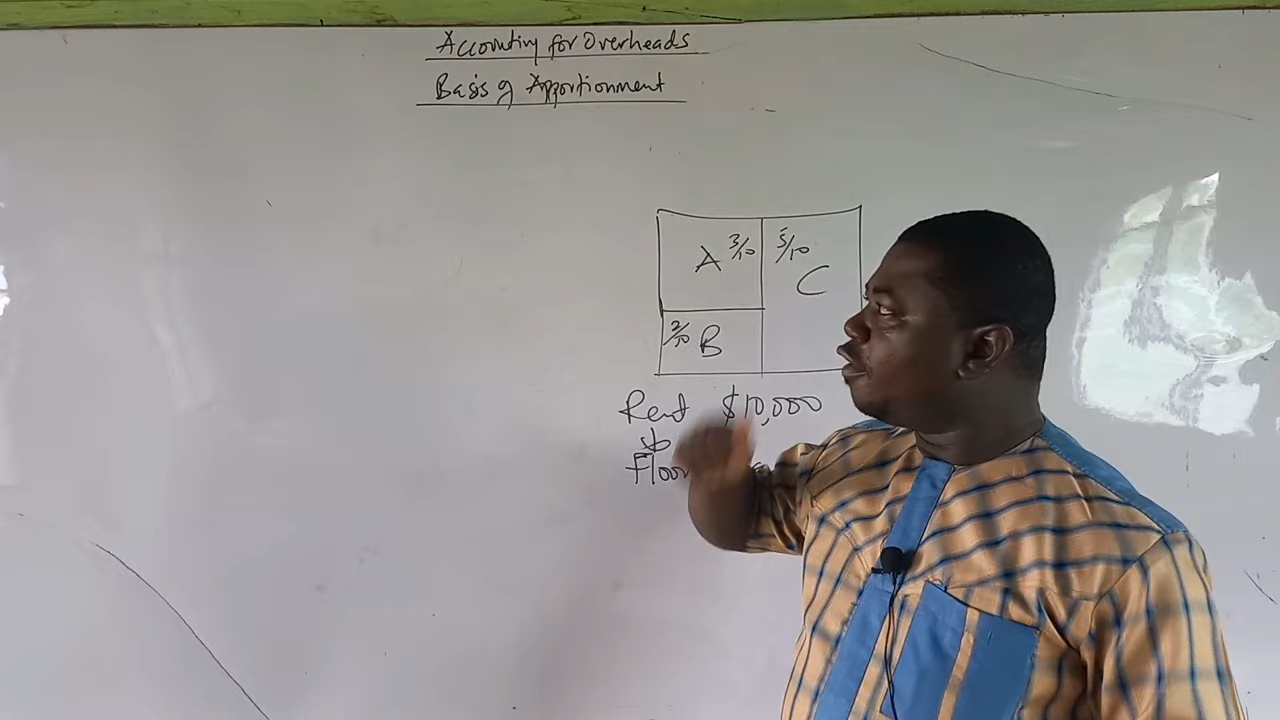 Accounting for Overheads
Basis of Apportionment
A 3/10
5/10
C
2/10 B
Rent $10,000
Floor